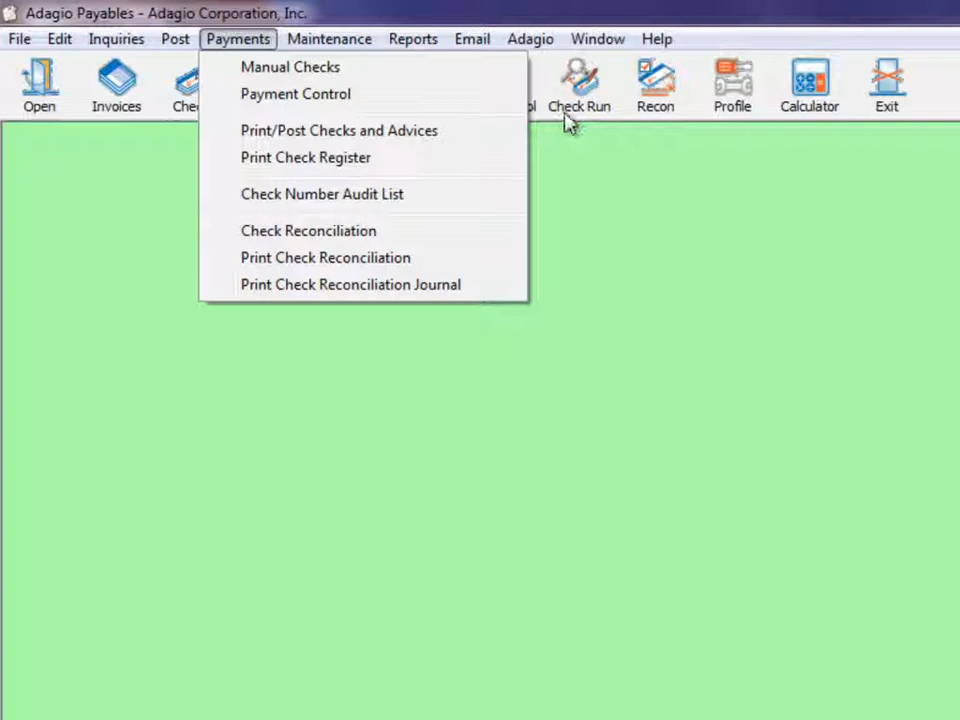 Adagio Payables - Adagio Corporation, Inc.
File Edit Inquiries Post Payments Maintenance Reports Email Adagio Window Help
Open Invoices Check Run Recon Profile Calculator Exit
Manual Checks
Payment Control
Print/Post Checks and Advices
Print Check Register
Check Number Audit List
Check Reconciliation
Print Check Reconciliation
Print Check Reconciliation Journal